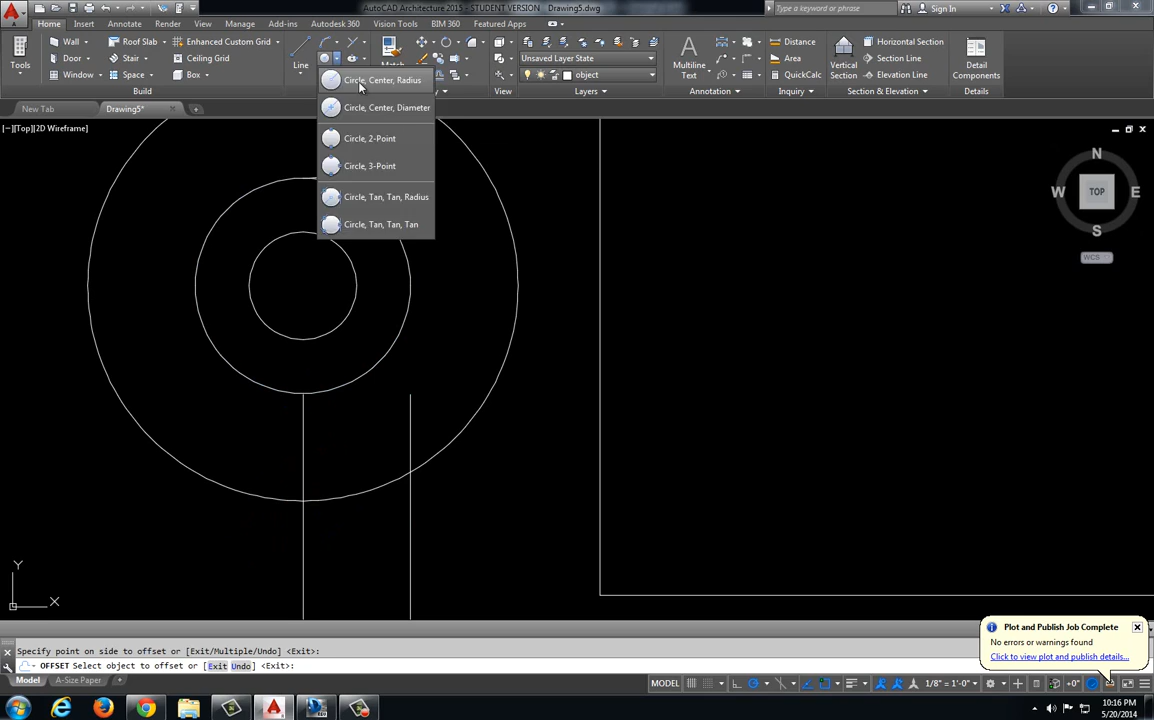 Autodesk AutoCAD Architecture 2015 - STUDENT VERSION Drawing5.dwg
Type a keyword or phrase
Sign In
Home Insert Annotate Render View Manage Add-ins Autodesk 360 Vision Tools BIM 360 Featured Apps
Tools
Wall
Door
Window
Roof Slab
Stair
Box
Enhanced Custom Grid
Ceiling Grid
Build
Line
Match
View
Unsaved Layer State
object
Layers
Multiline
Text
Annotation
Distance
Area
QuickCalc
Inquiry
Vertical
Section
Horizontal Section
Section Line
Elevation Line
Section & Elevation
Detail
Components
Details
New Tab
Drawing5*
[−][Top][2D Wireframe]
Circle, Center, Radius
Circle, Center, Diameter
Circle, 2-Point
Circle, 3-Point
Circle, Tan, Tan, Radius
Circle, Tan, Tan, Tan
N
W TOP E
S
WCS
Y
X
Plot and Publish Job Complete
No errors or warnings found
Click to view plot and publish details...
Specify point on side to offset or [Exit/Multiple/Undo] <Exit>:
OFFSET Select object to offset or [Exit Undo] <Exit>:
Model
A-Size Paper
MODEL
1/8" = 1'-0"
+0"
10:16 PM
5/20/2014